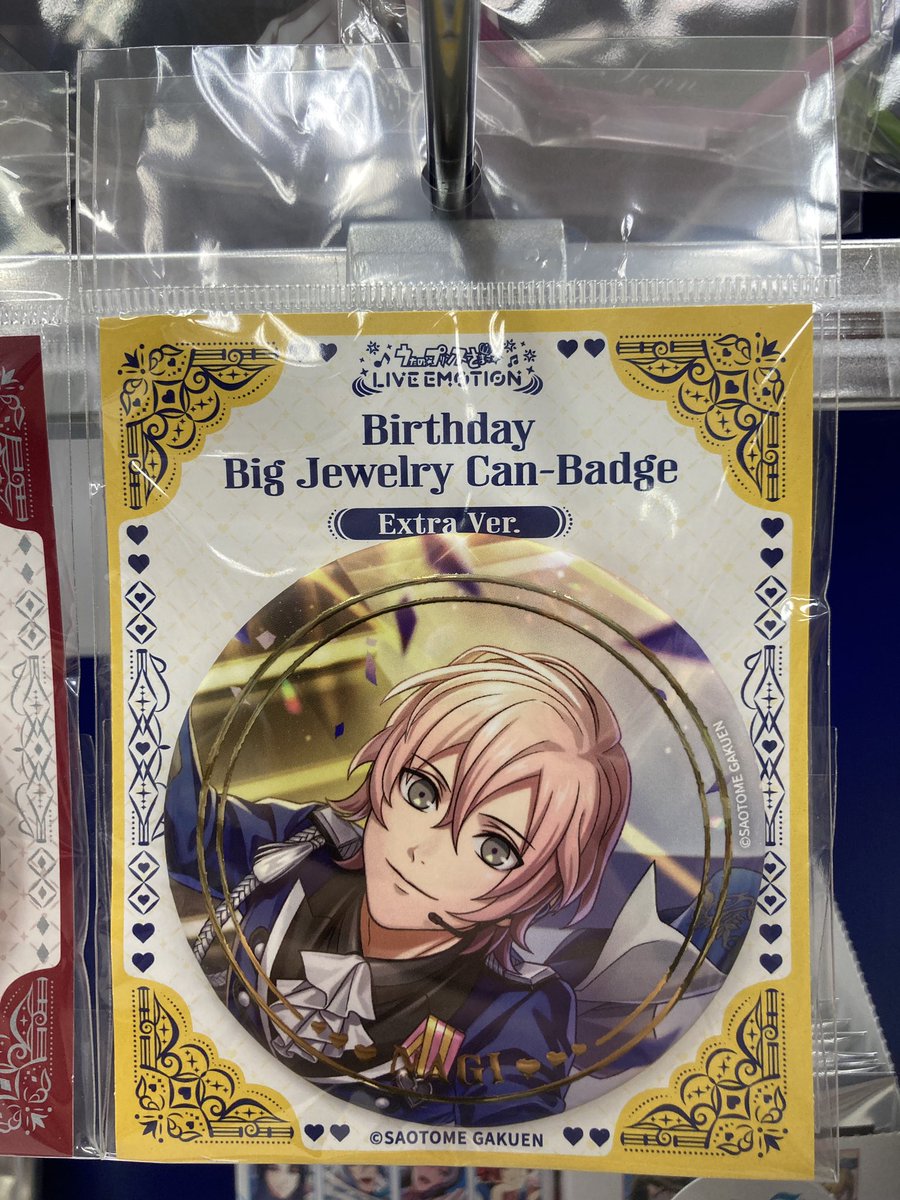 うたの☆プリンスさまっ♪
LIVE EMOTION
Birthday
Big Jewelry Can-Badge
Extra Ver.
©SAOTOME GAKUEN
NAGI
©SAOTOME GAKUEN